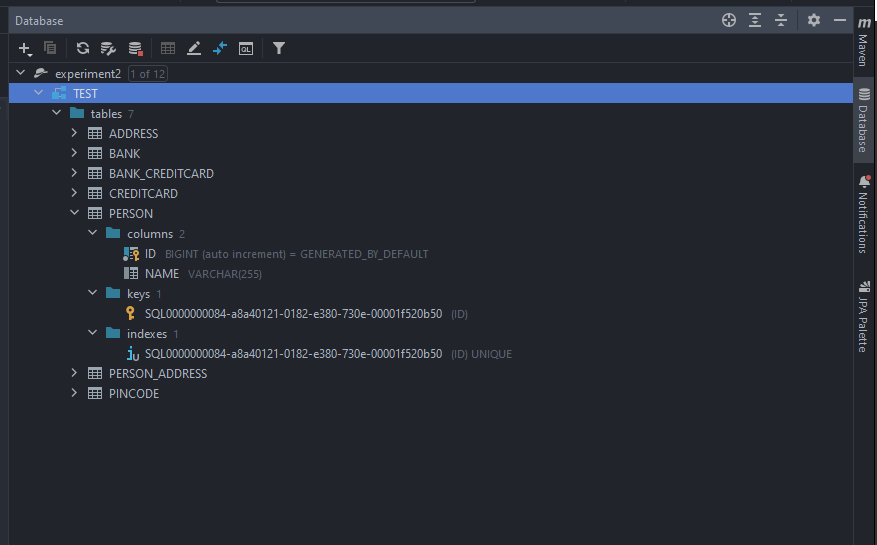 Database
experiment2 1 of 12
TEST
tables 7
ADDRESS
BANK
BANK_CREDITCARD
CREDITCARD
PERSON
columns 2
ID BIGINT (auto increment) = GENERATED_BY_DEFAULT
NAME VARCHAR(255)
keys 1
SQL0000000084-a8a40121-0182-e380-730e-00001f520b50 (ID)
indexes 1
SQL0000000084-a8a40121-0182-e380-730e-00001f520b50 (ID) UNIQUE
PERSON_ADDRESS
PINCODE
QL
m
Maven
Database
Notifications
JPA Palette